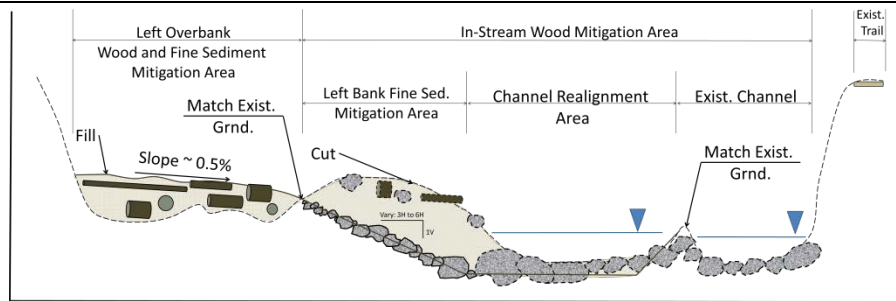 Left Overbank
Wood and Fine Sediment
Mitigation Area
In-Stream Wood Mitigation Area
Exist.
Trail
Left Bank Fine Sed.
Mitigation Area
Channel Realignment
Area
Exist. Channel
Match Exist.
Grnd.
Fill
Slope ~ 0.5%
Cut
Match Exist.
Grnd.
Vary: 3H to 6H
1V